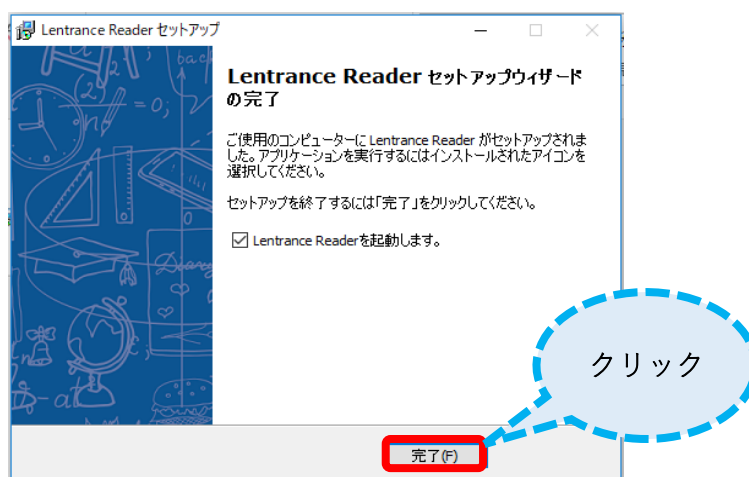 Lentrance Reader セットアップ
Lentrance Reader セットアップウィザード
の完了
ご使用のコンピューターに Lentrance Reader がセットアップされま
した。アプリケーションを実行するにはインストールされたアイコンを
選択してください。
セットアップを終了するには「完了」をクリックしてください。
Lentrance Readerを起動します。
クリック
完了(F)